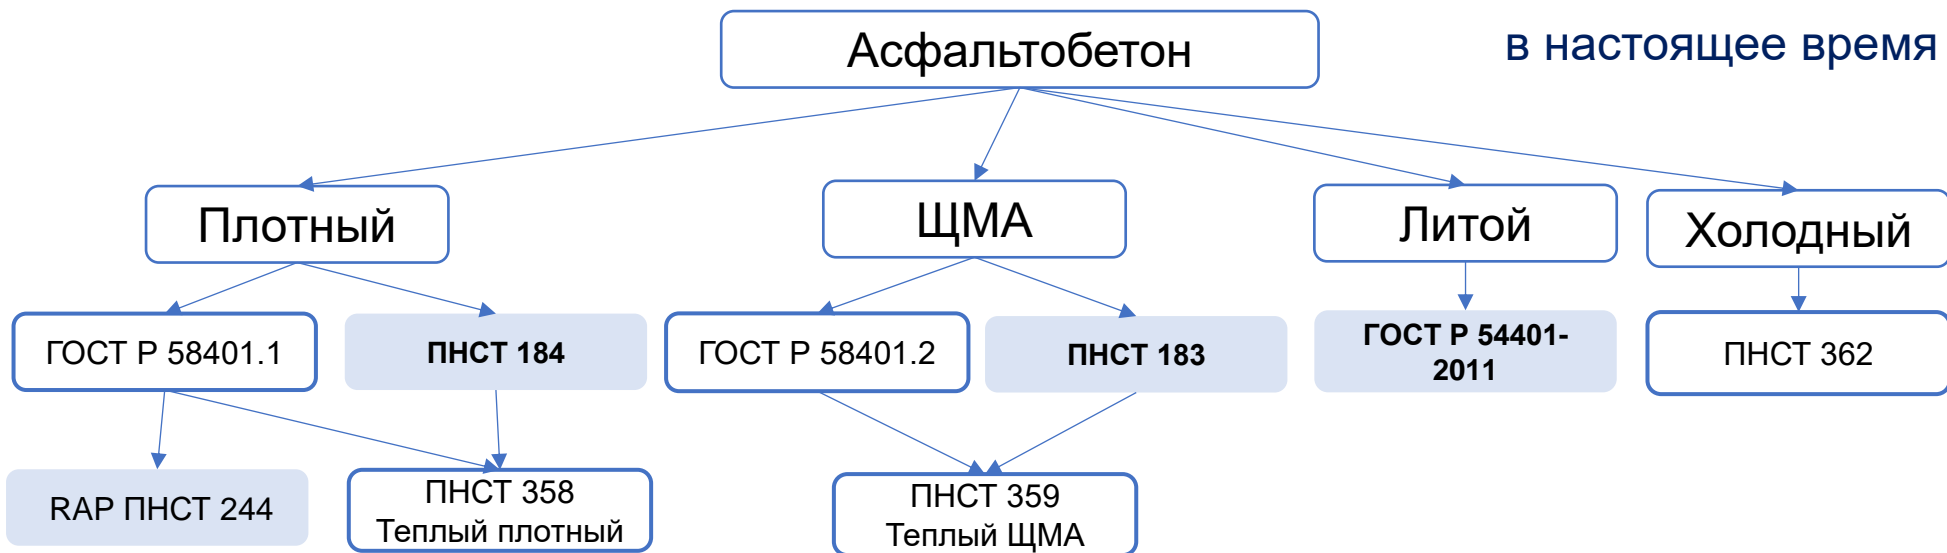 Асфальтобетон
в настоящее время
Плотный
ЩМА
Литой
Холодный
ГОСТ Р 58401.1
ПНСТ 184
ГОСТ Р 58401.2
ПНСТ 183
ГОСТ Р 54401-
2011
ПНСТ 362
RAP ПНСТ 244
ПНСТ 358
Теплый плотный
ПНСТ 359
Теплый ЩМА